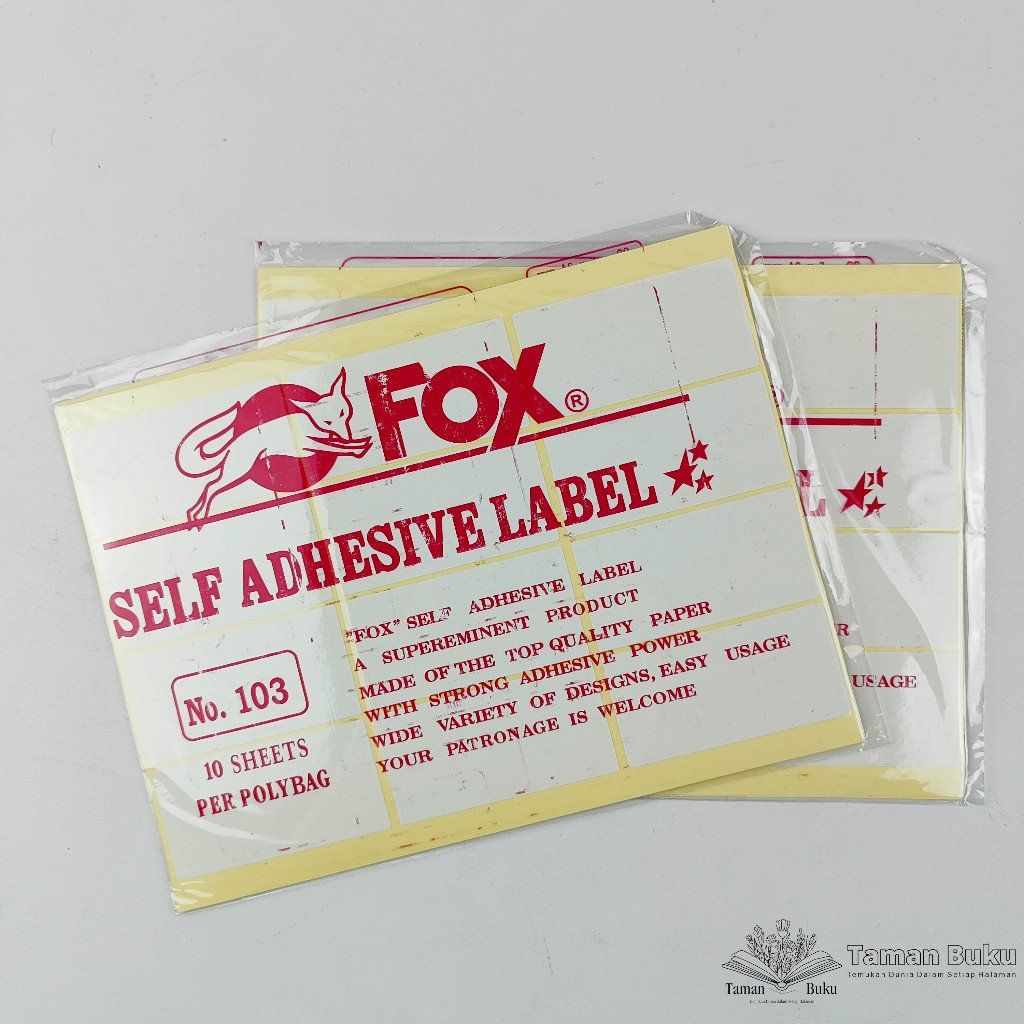 FOX®
SELF ADHESIVE LABEL
"FOX" SELF ADHESIVE LABEL
A SUPEREMINENT PRODUCT
MADE OF THE TOP QUALITY PAPER
WITH STRONG ADHESIVE POWER
WIDE VARIETY OF DESIGNS, EASY USAGE
YOUR PATRONAGE IS WELCOME
No. 103
10 SHEETS
PER POLYBAG
L
R
USAGE
Taman Buku
Temukan Dunia Dalam Setiap Halaman
Taman Buku